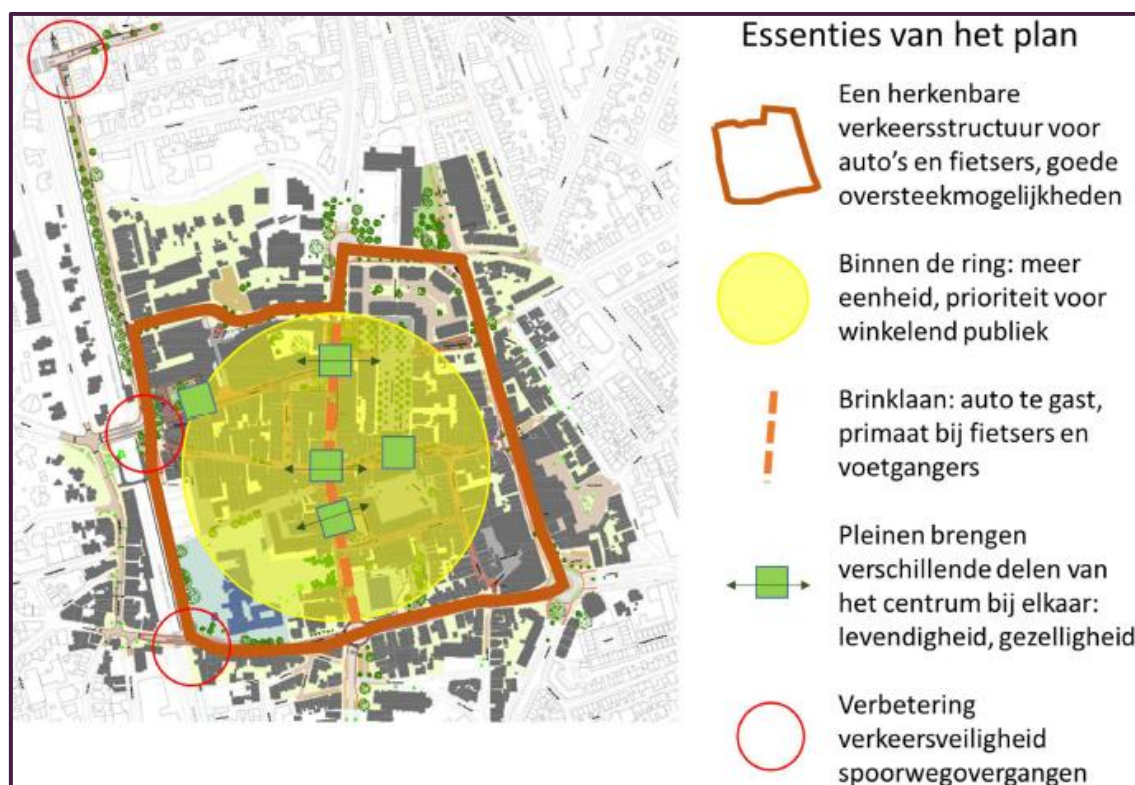 Essenties van het plan
Een herkenbare
verkeersstructuur voor
auto's en fietsers, goede
oversteekmogelijkheden
Binnen de ring: meer
eenheid, prioriteit voor
winkelend publiek
Brinklaan: auto te gast,
primaat bij fietsers en
voetgangers
Pleinen brengen
verschillende delen van
het centrum bij elkaar:
levendigheid, gezelligheid
Verbetering
verkeersveiligheid
spoorwegovergangen